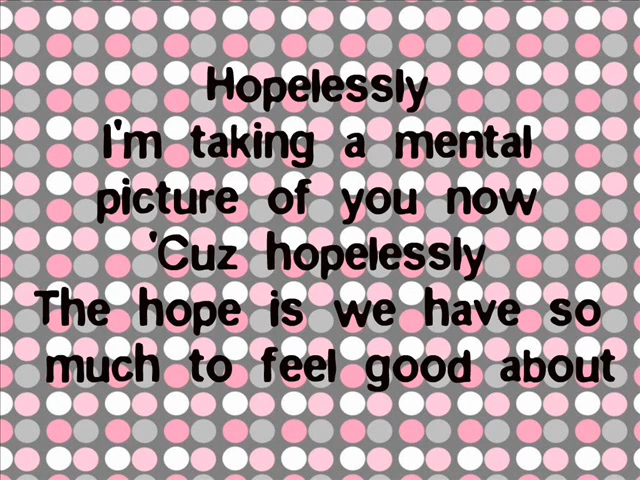 Hopelessly
I'm taking a mental
picture of you now
'Cuz hopelessly
The hope is we have so
much to feel good about